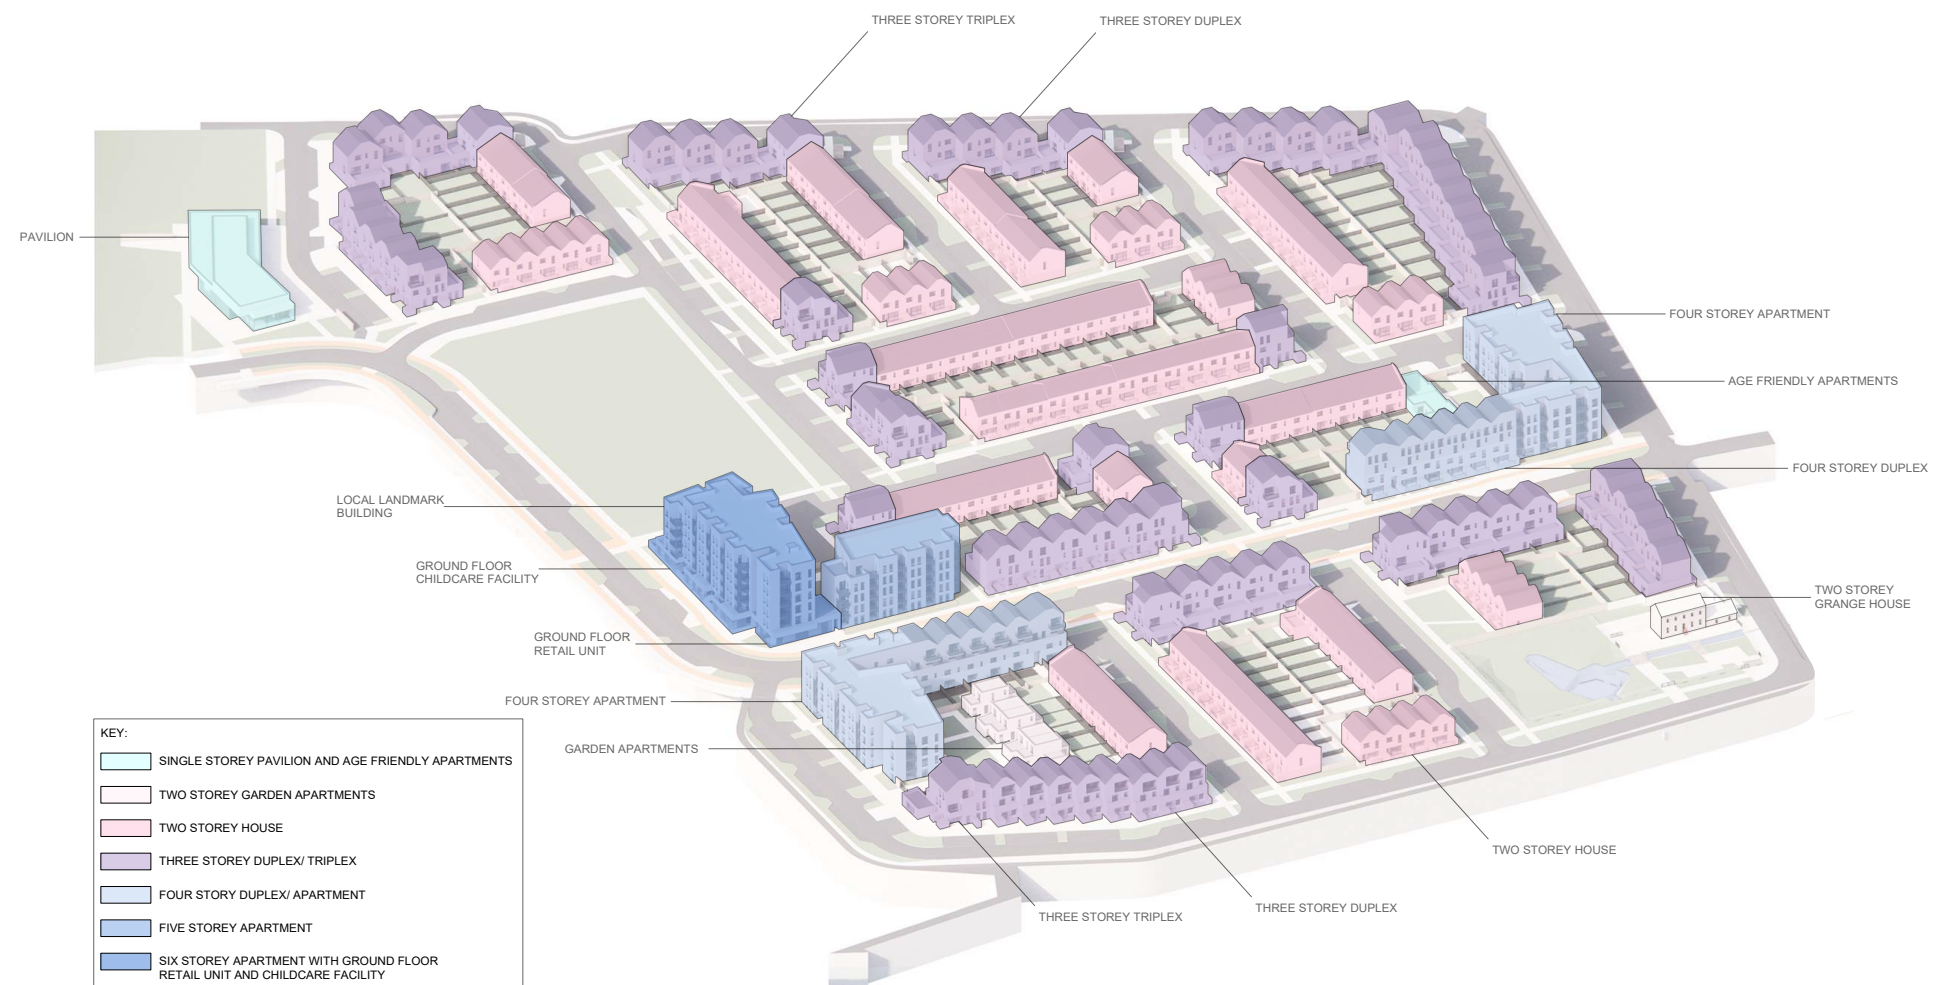 THREE STOREY TRIPLEX
THREE STOREY DUPLEX
PAVILION
FOUR STOREY APARTMENT
AGE FRIENDLY APARTMENTS
FOUR STOREY DUPLEX
LOCAL LANDMARK
BUILDING
GROUND FLOOR
CHILDCARE FACILITY
TWO STOREY
GRANGE HOUSE
GROUND FLOOR
RETAIL UNIT
FOUR STOREY APARTMENT
GARDEN APARTMENTS
TWO STOREY HOUSE
THREE STOREY DUPLEX
THREE STOREY TRIPLEX
KEY:
SINGLE STOREY PAVILION AND AGE FRIENDLY APARTMENTS
TWO STOREY GARDEN APARTMENTS
TWO STOREY HOUSE
THREE STOREY DUPLEX/ TRIPLEX
FOUR STORY DUPLEX/ APARTMENT
FIVE STOREY APARTMENT
SIX STOREY APARTMENT WITH GROUND FLOOR
RETAIL UNIT AND CHILDCARE FACILITY